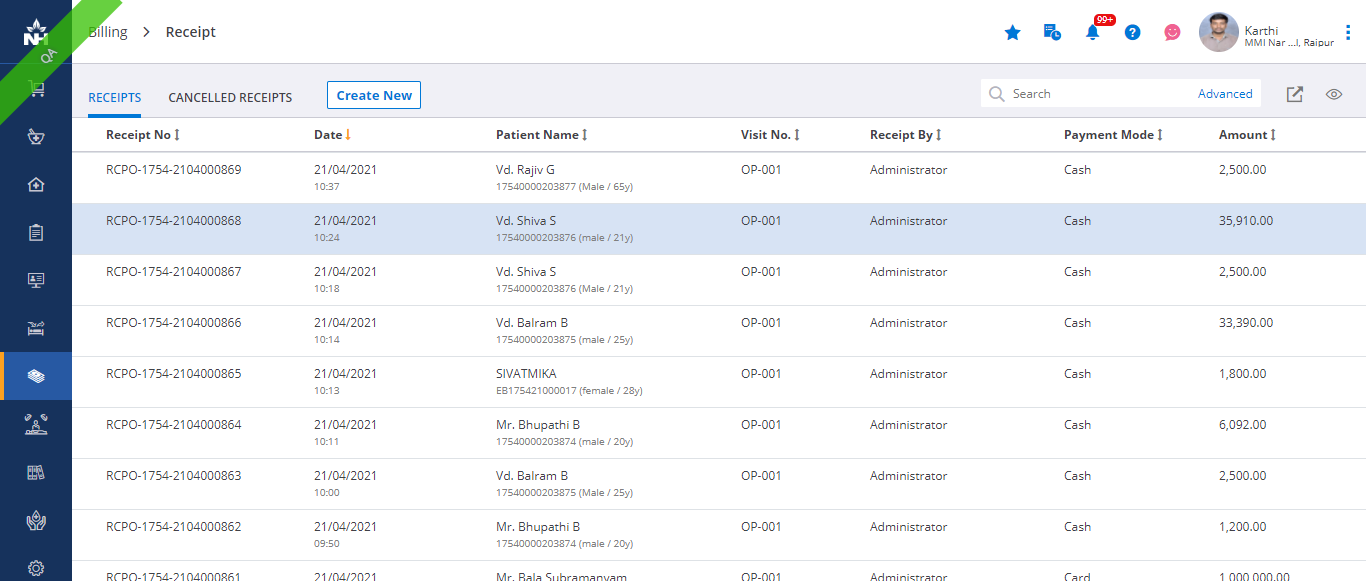 NH
QA
Billing > Receipt
99+
?
Karthi
MMI Nar ...l, Raipur
RECEIPTS
CANCELLED RECEIPTS
Create New
Search
Advanced
Receipt No Date Patient Name Visit No. Receipt By Payment Mode Amount
RCPO-1754-2104000869 21/04/2021 Vd. Rajiv G OP-001 Administrator Cash 2,500.00
10:37 17540000203877 (Male / 65y)
RCPO-1754-2104000868 21/04/2021 Vd. Shiva S OP-001 Administrator Cash 35,910.00
10:24 17540000203876 (male / 21y)
RCPO-1754-2104000867 21/04/2021 Vd. Shiva S OP-001 Administrator Cash 2,500.00
10:18 17540000203876 (Male / 21y)
RCPO-1754-2104000866 21/04/2021 Vd. Balram B OP-001 Administrator Cash 33,390.00
10:14 17540000203875 (male / 25y)
RCPO-1754-2104000865 21/04/2021 SIVATMIKA OP-001 Administrator Cash 1,800.00
10:13 EB175421000017 (female / 28y)
RCPO-1754-2104000864 21/04/2021 Mr. Bhupathi B OP-001 Administrator Cash 6,092.00
10:11 17540000203874 (male / 20y)
RCPO-1754-2104000863 21/04/2021 Vd. Balram B OP-001 Administrator Cash 2,500.00
10:00 17540000203875 (Male / 25y)
RCPO-1754-2104000862 21/04/2021 Mr. Bhupathi B OP-001 Administrator Cash 1,200.00
09:50 17540000203874 (male / 20y)
RCPO-1754-2104000861 21/04/2021 Mr. Bala Subramanyam OP-001 Administrator Card 1,000,000.00